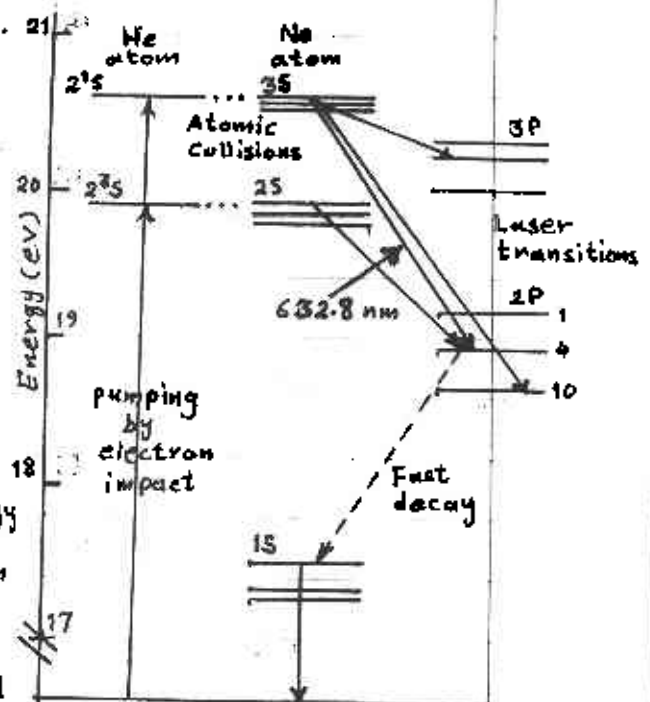 21
He atom
Ne atom
2¹S
3S
Atomic Collisions
3P
20
2³S
2S
Laser transitions
Energy (eV)
632.8 nm
2P
1
19
4
10
pumping by electron impact
18
Fast decay
1S
17